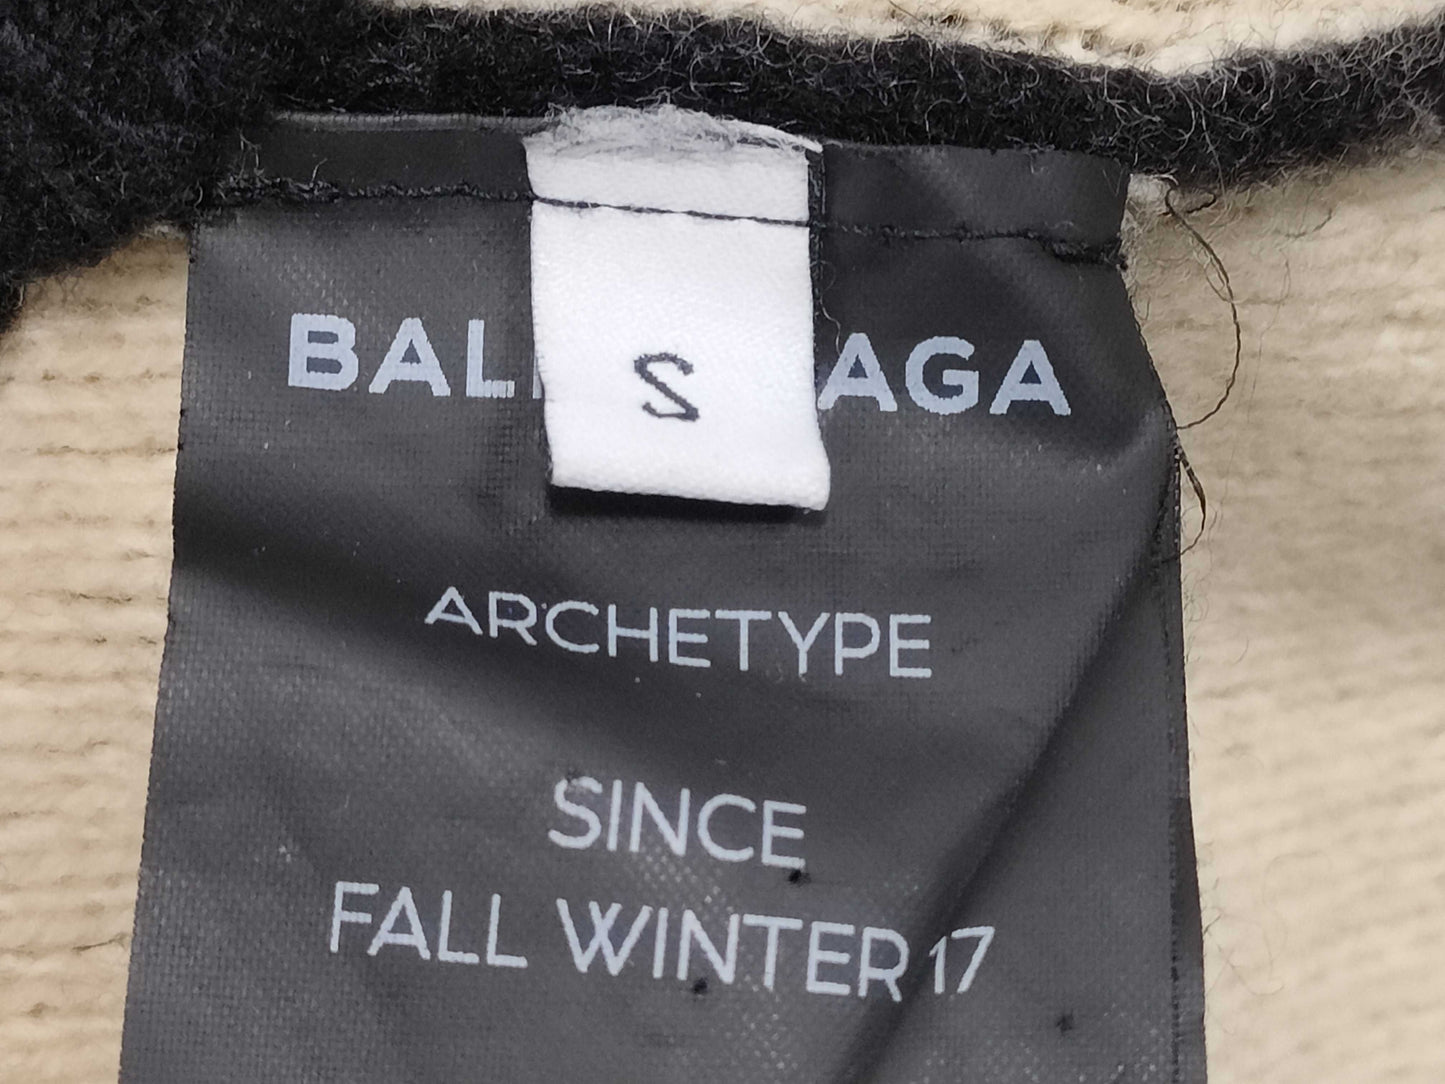 S
BAL AGA
ARCHETYPE
SINCE
FALL WINTER 17